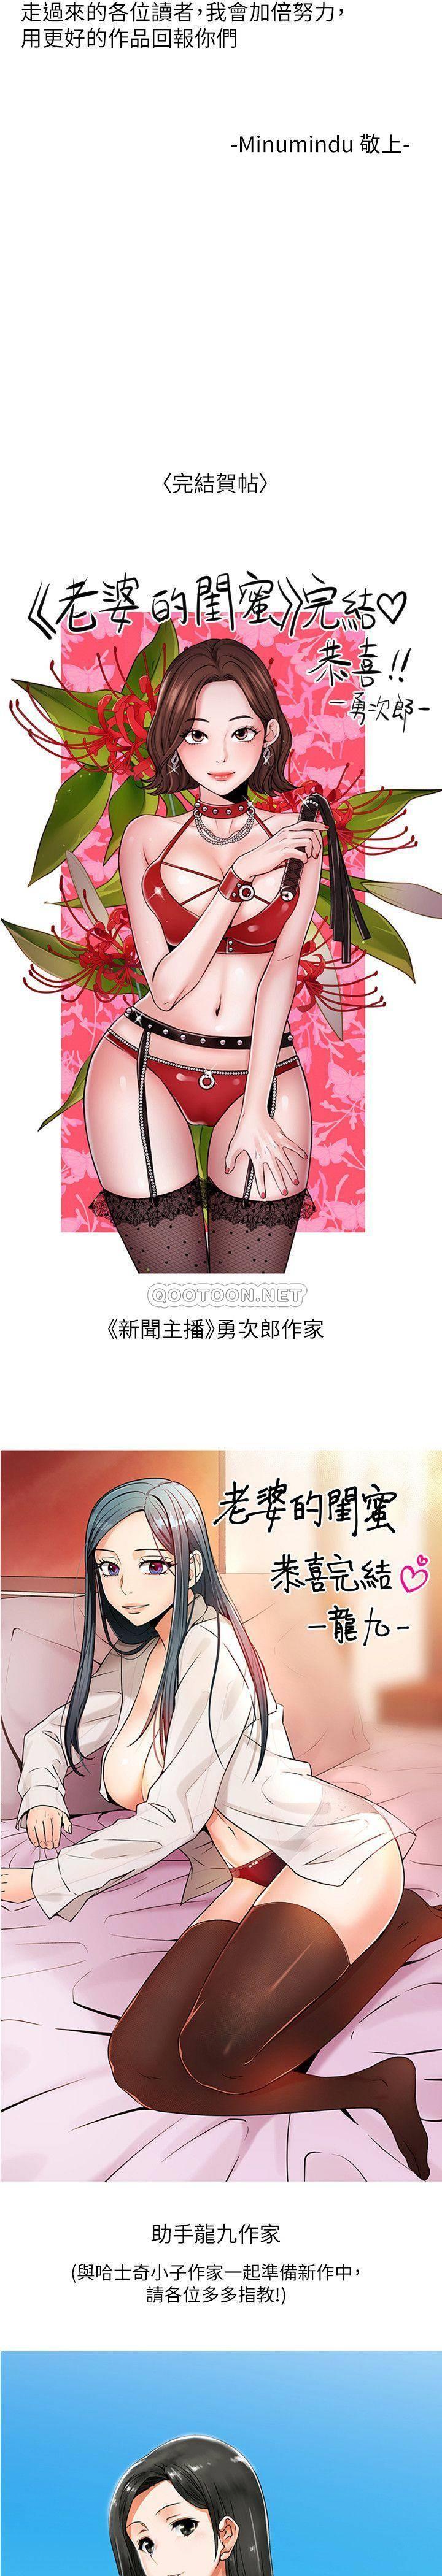 走過來的各位讀者，我會加倍努力，
用更好的作品回報你們
-Minumindu 敬上-
〈完結賀帖〉
《老婆的閨蜜》完結♡
恭喜!!
-勇次郎-
QOOTOON.NET
《新聞主播》勇次郎作家
老婆的閨蜜
恭喜完結
-龍九-
助手龍九作家
(與哈士奇小子作家一起準備新作中，
請各位多多指教!)